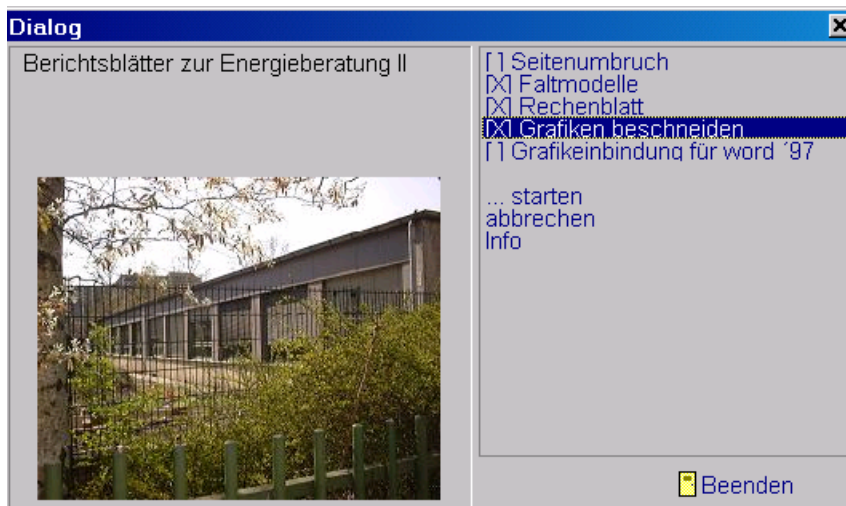 Dialog
Berichtsblätter zur Energieberatung II
[ ] Seitenumbruch
[X] Faltmodelle
[X] Rechenblatt
[X] Grafiken beschneiden
[ ] Grafikeinbindung für word ´97
... starten
abbrechen
Info
Beenden